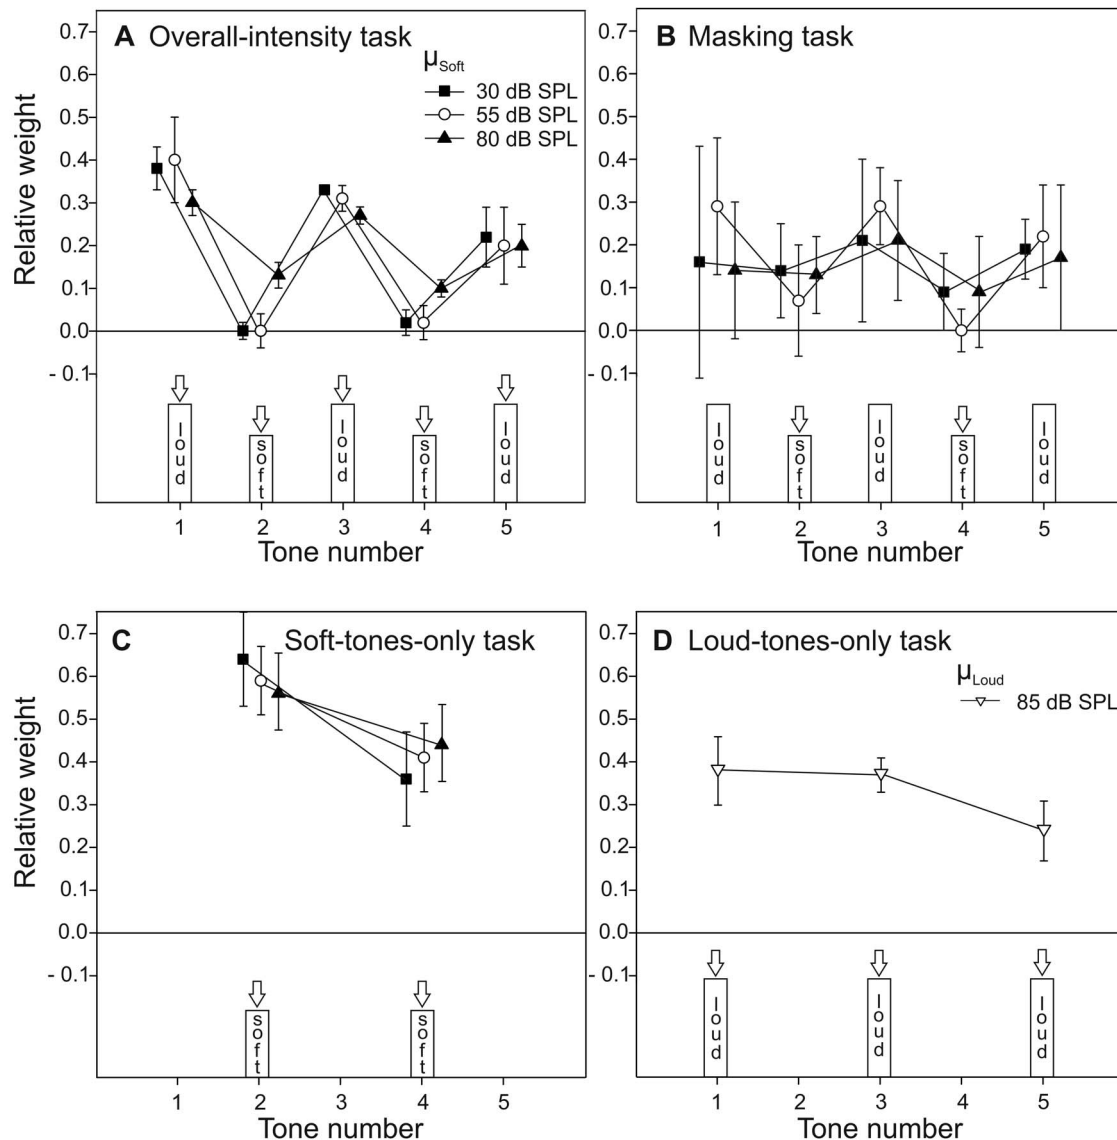 A Overall-intensity task
μSoft
30 dB SPL
55 dB SPL
80 dB SPL
Relative weight
0.7
0.6
0.5
0.4
0.3
0.2
0.1
0.0
- 0.1
loud
soft
loud
soft
loud
1 2 3 4 5
Tone number
B Masking task
0.7
0.6
0.5
0.4
0.3
0.2
0.1
0.0
- 0.1
loud
soft
loud
soft
loud
1 2 3 4 5
Tone number
C Soft-tones-only task
Relative weight
0.7
0.6
0.5
0.4
0.3
0.2
0.1
0.0
- 0.1
soft
soft
1 2 3 4 5
Tone number
D Loud-tones-only task
μLoud
85 dB SPL
0.7
0.6
0.5
0.4
0.3
0.2
0.1
0.0
- 0.1
loud
loud
loud
1 2 3 4 5
Tone number